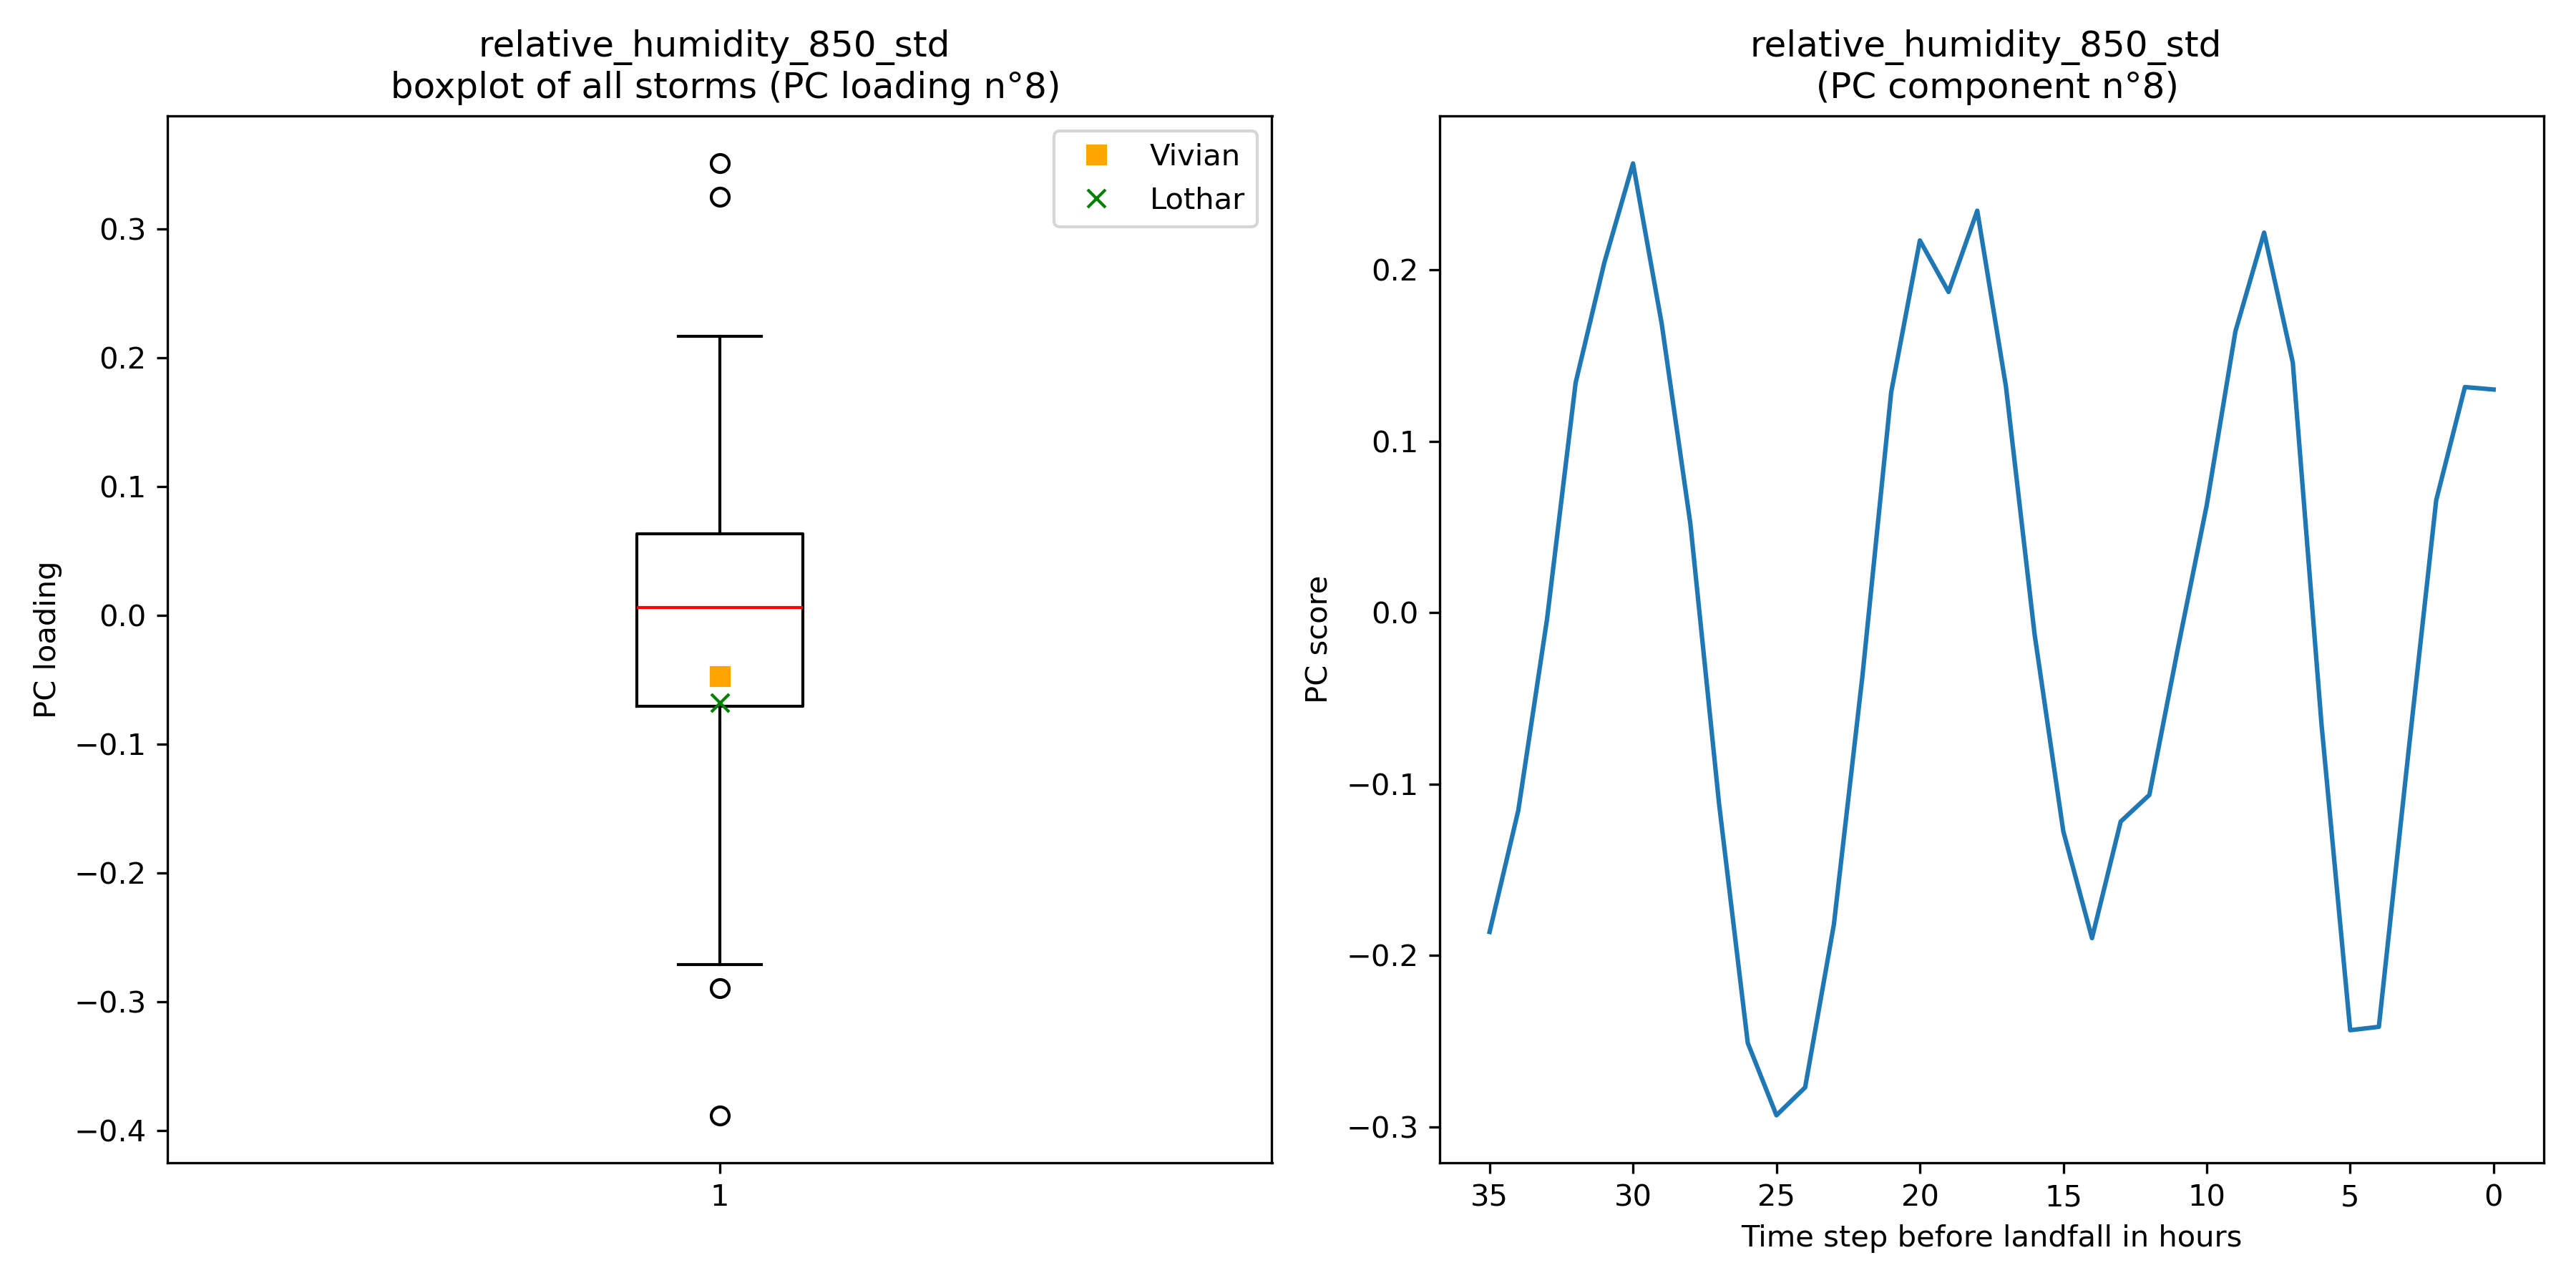 relative_humidity_850_std
boxplot of all storms (PC loading n°8)
Vivian
Lothar
PC loading
0.3
0.2
0.1
0.0
−0.1
−0.2
−0.3
−0.4
1
relative_humidity_850_std
(PC component n°8)
PC score
0.2
0.1
0.0
−0.1
−0.2
−0.3
35 30 25 20 15 10 5 0
Time step before landfall in hours